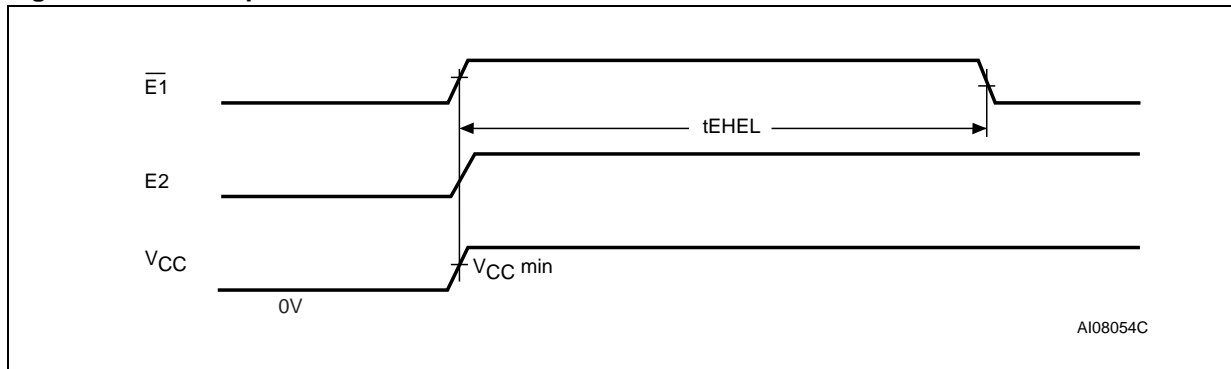 E1
tEHEL
E2
VCC
VCC min
0V
AI08054C